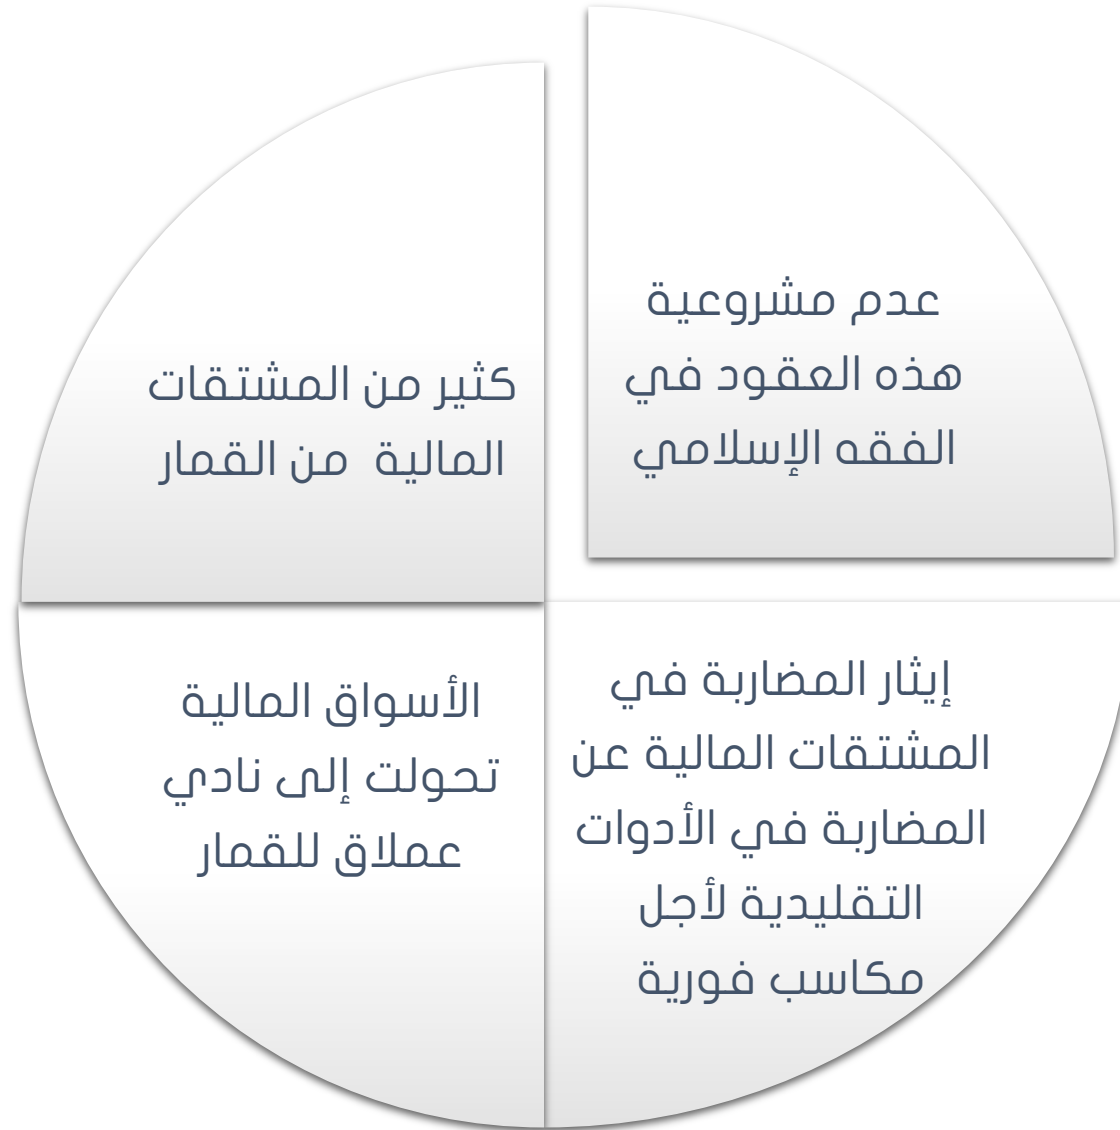 عدم مشروعية
هذه العقود في
الفقه الإسلامي
كثير من المشتقات
المالية من القمار
إيثار المضاربة في
المشتقات المالية عن
المضاربة في الأدوات
التقليدية لأجل
مكاسب فورية
الأسواق المالية
تحولت إلى نادي
عملاق للقمار